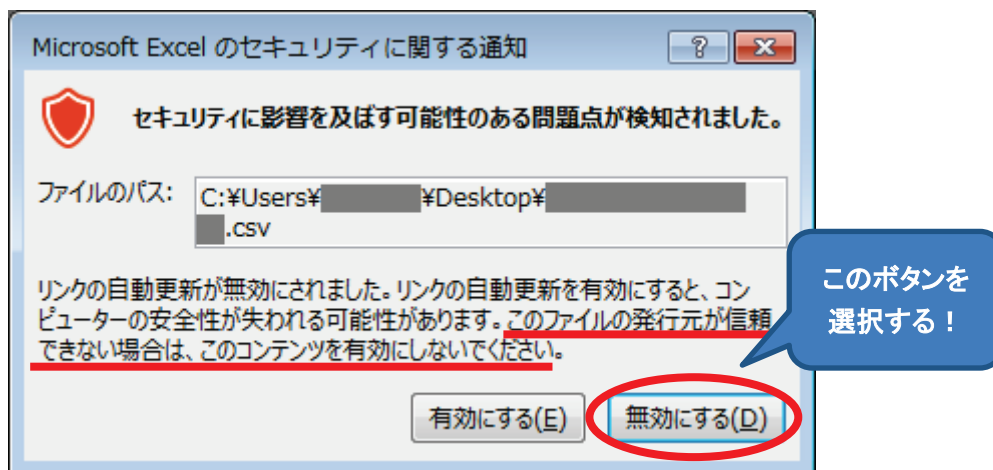 Microsoft Excel のセキュリティに関する通知
セキュリティに影響を及ぼす可能性のある問題点が検知されました。
ファイルのパス: C:¥Users¥ ¥Desktop¥
.csv
リンクの自動更新が無効にされました。リンクの自動更新を有効にすると、コン
ピューターの安全性が失われる可能性があります。このファイルの発行元が信頼
できない場合は、このコンテンツを有効にしないでください。
このボタンを
選択する！
有効にする(E) 無効にする(D)